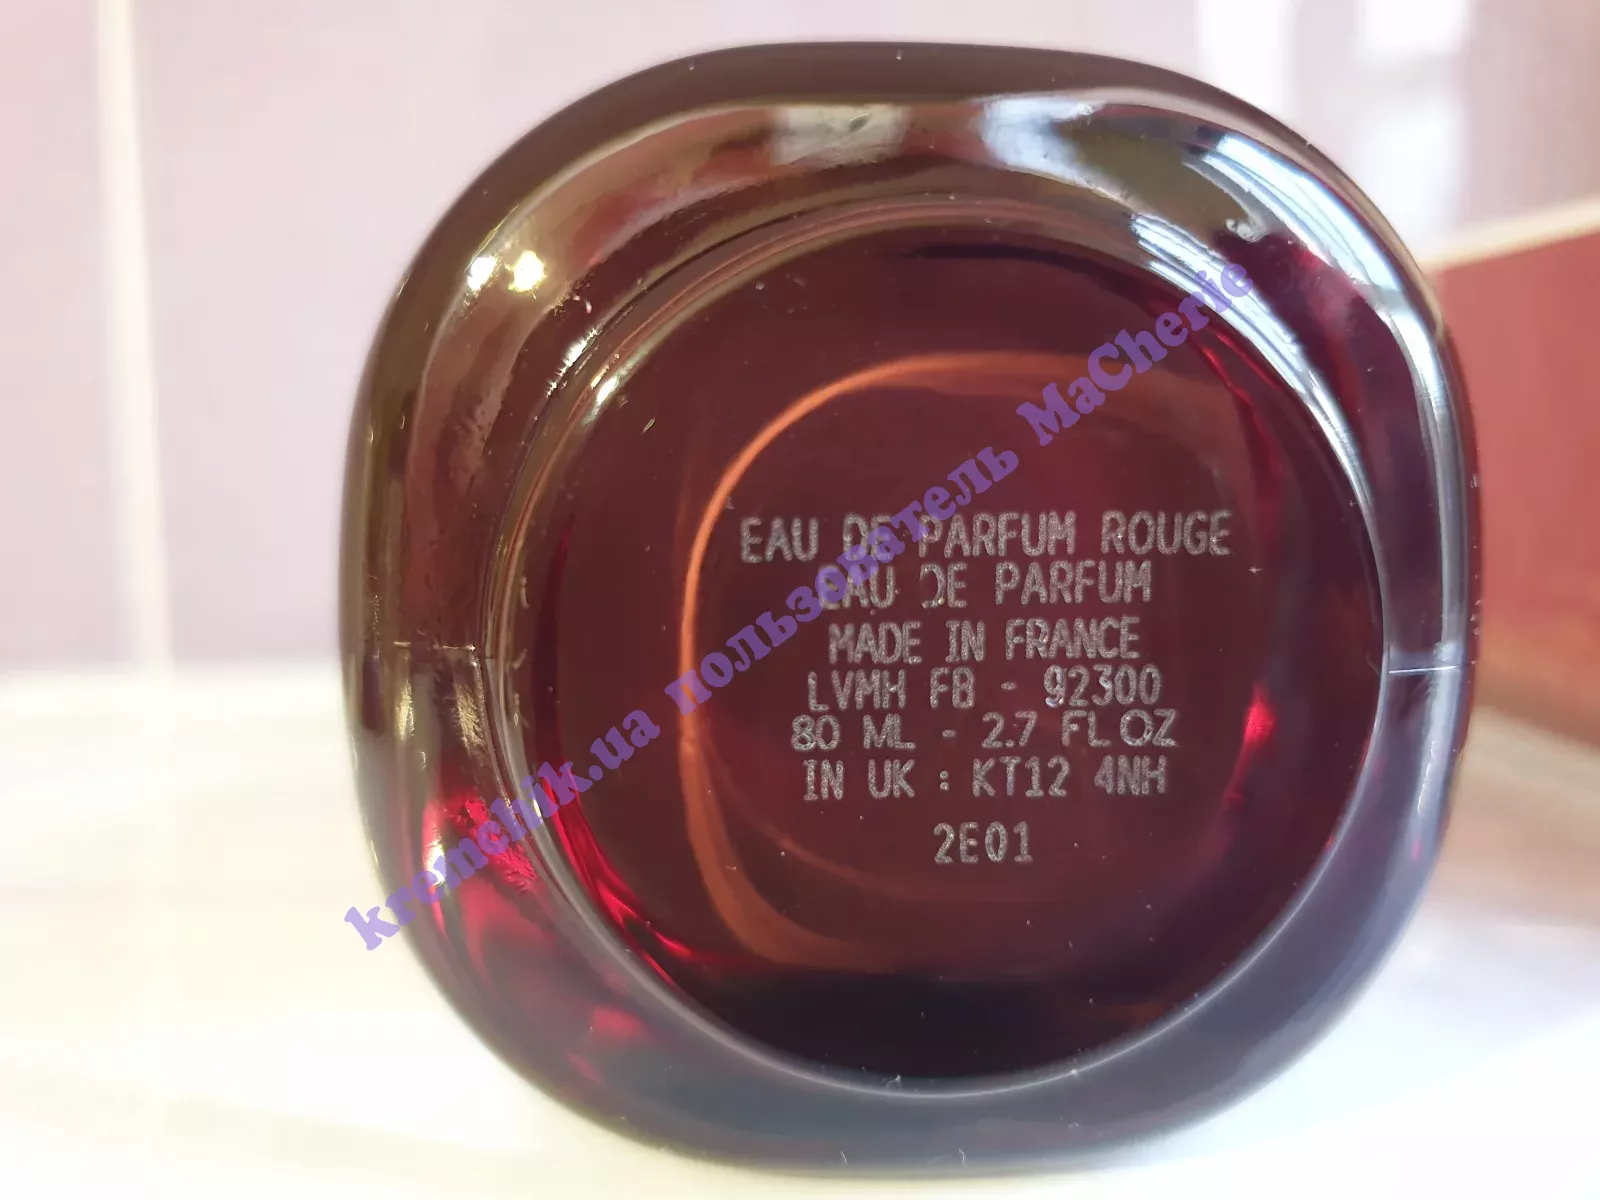 EAU DE PARFUM ROUGE
EAU DE PARFUM
MADE IN FRANCE
LVMH FB - 92300
80 ML - 2.7 FL OZ
IN UK : KT12 4NH
2E01
kremchik.ua пользователь MaCherie